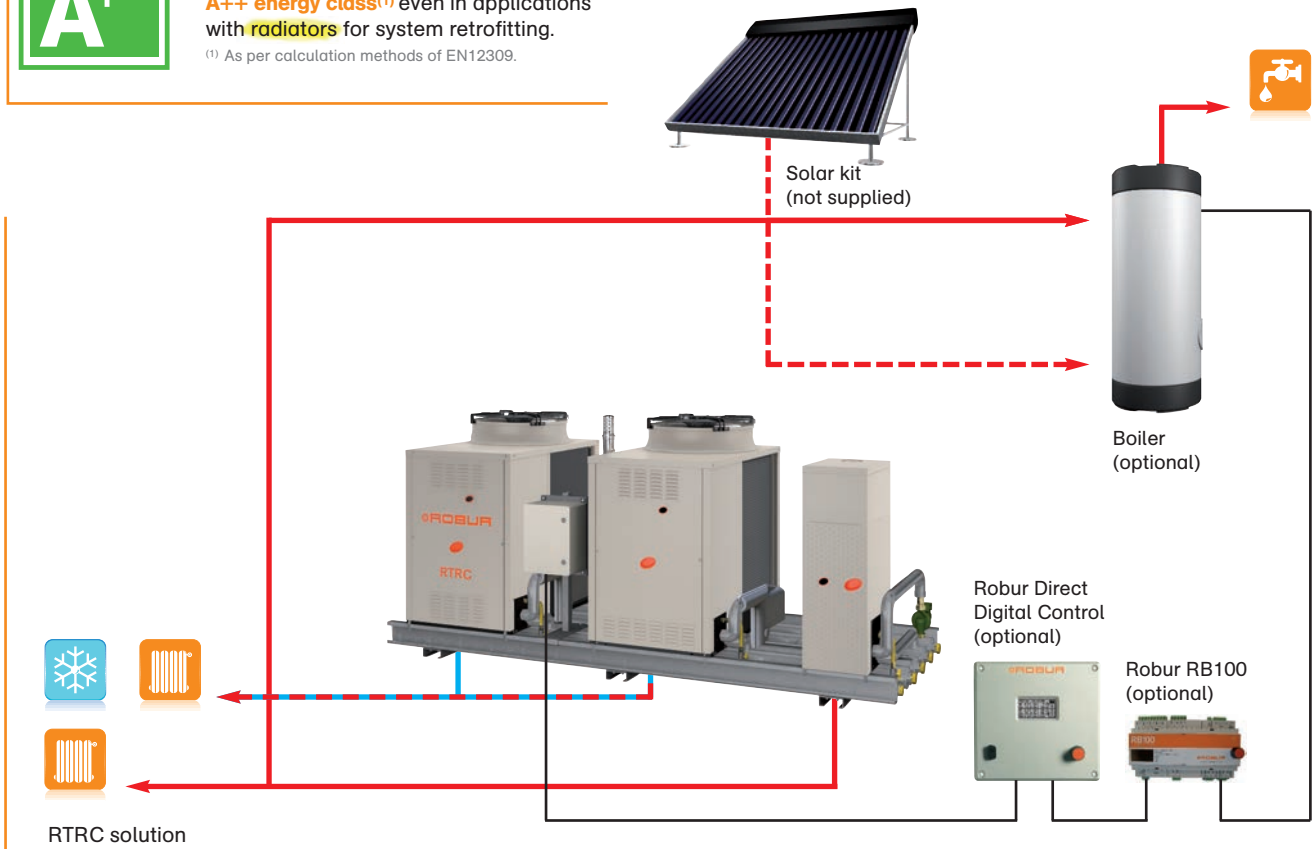 A+
A++ energy class(1) even in applications
with radiators for system retrofitting.
(1) As per calculation methods of EN12309.
Solar kit
(not supplied)
Boiler
(optional)
ROBUR
RTRC
Robur Direct
Digital Control
(optional)
ROBUR
Robur RB100
(optional)
RB100
ROBUR
RTRC solution